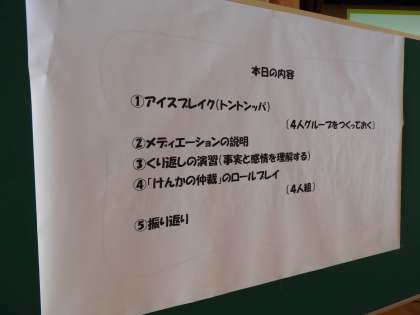 本日の内容
①アイスブレイク(トントンッパ)
(4人グループをつくっておく)
②メディエーションの説明
③くり返しの演習(事実と感情を理解する)
④「けんかの仲裁」のロールプレイ
(4人組)
⑤振り返り